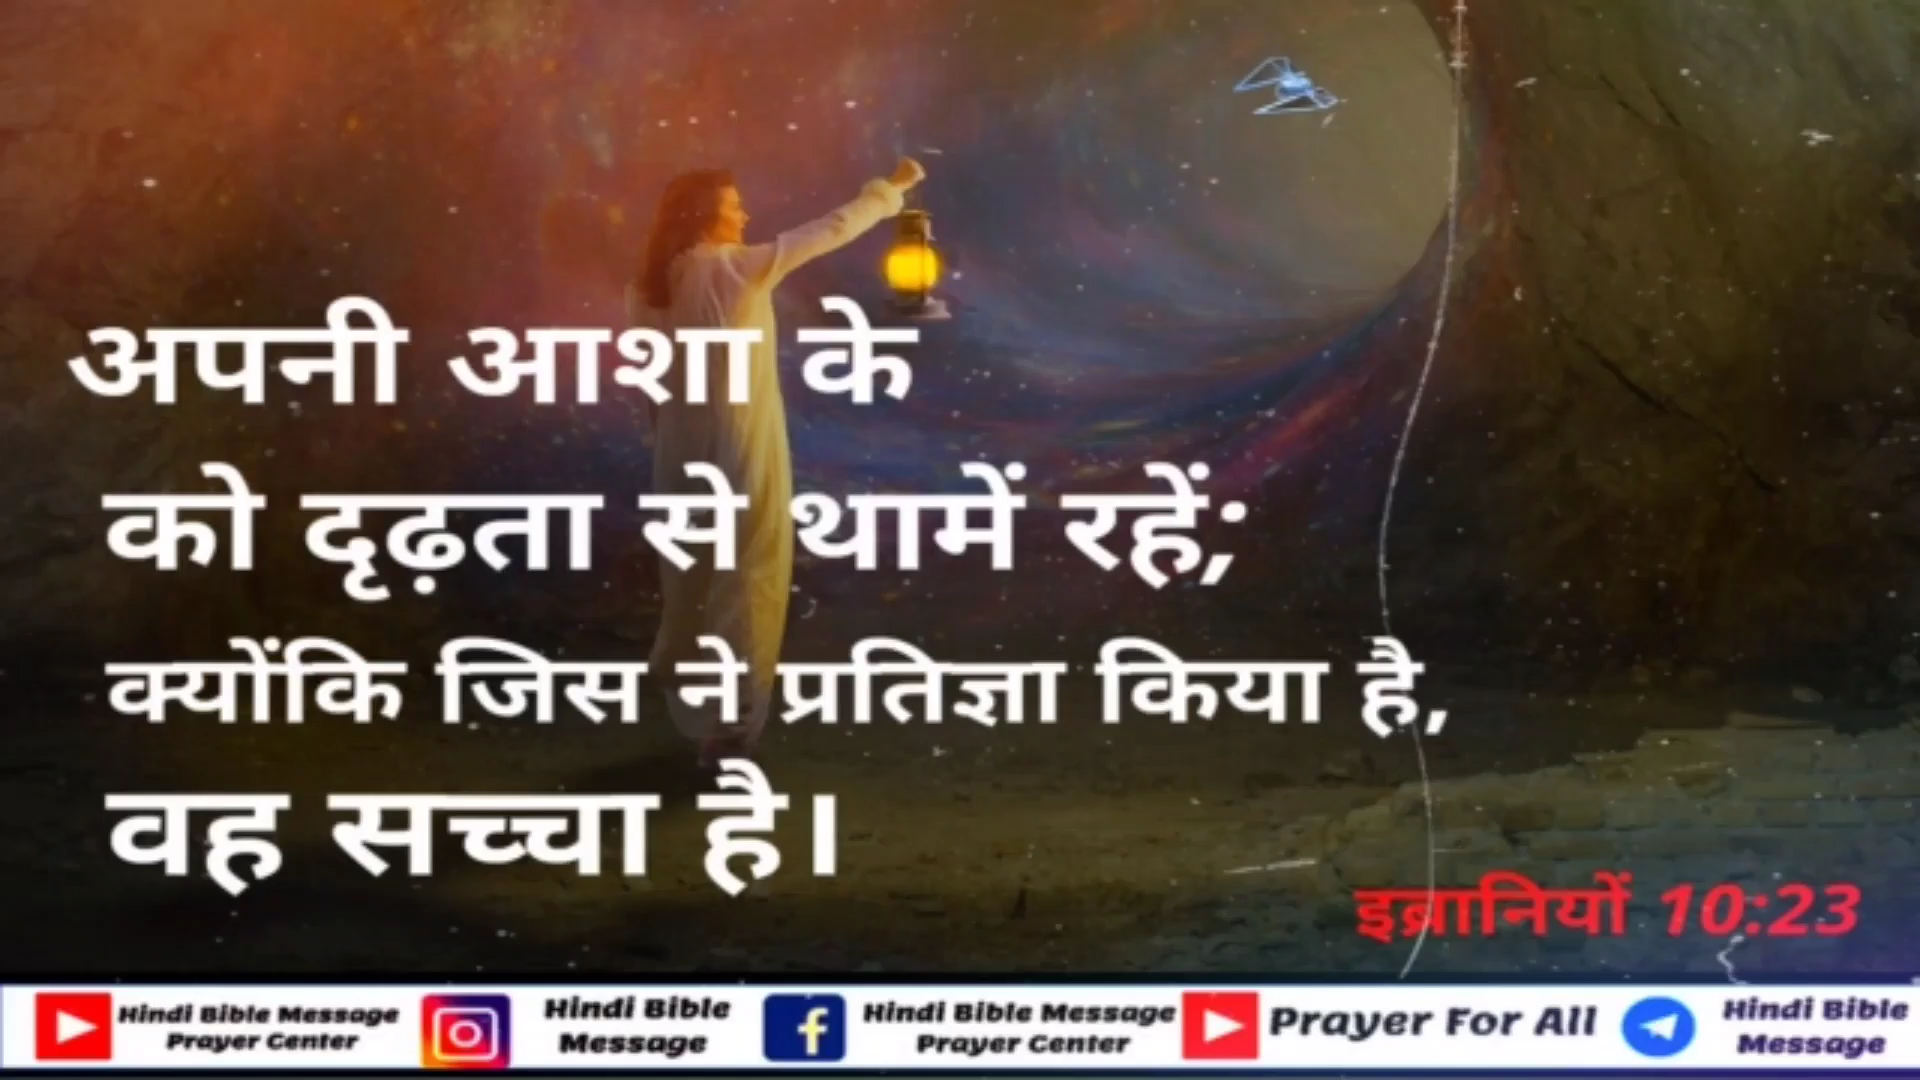 अपनी आशा के
को दृढ़ता से थामें रहें;
क्योंकि जिस ने प्रतिज्ञा किया है,
वह सच्चा है।
इब्रानियों 10:23
Hindi Bible Message
Prayer Center
Hindi Bible
Message
Hindi Bible Message
Prayer Center
Prayer For All
Hindi Bible
Message